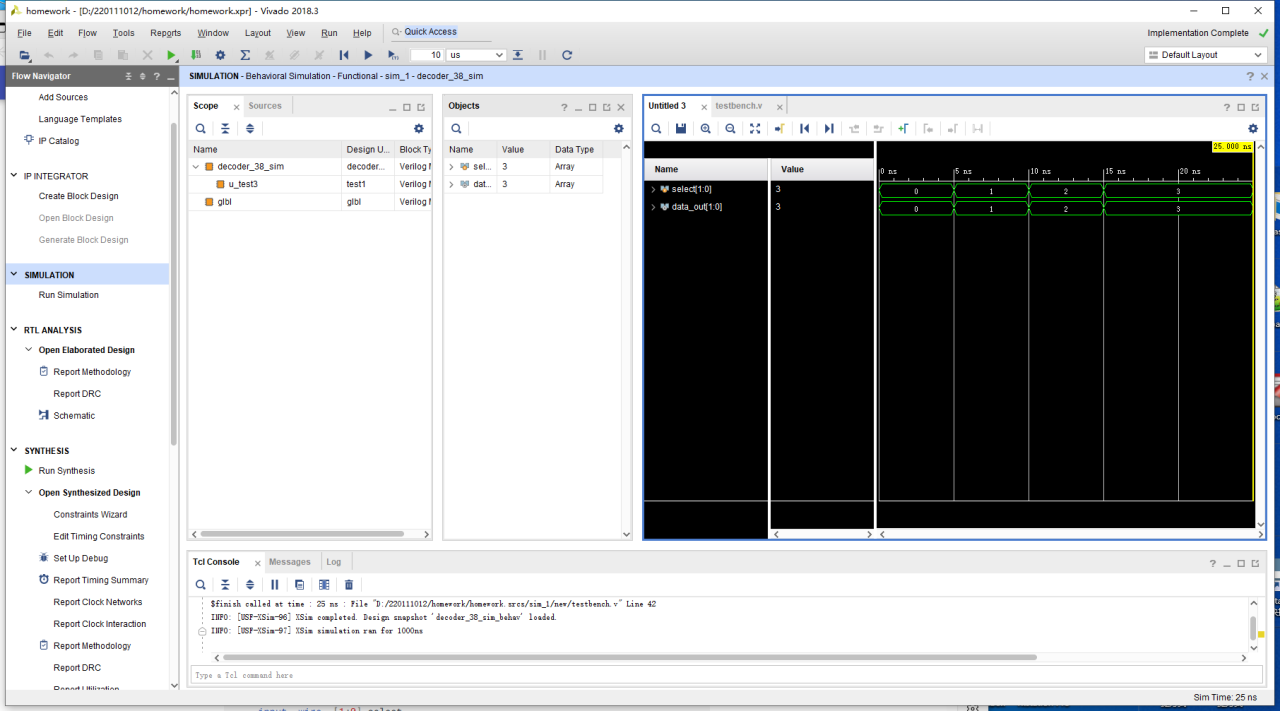 homework - [D:/220111012/homework/homework.xpr] - Vivado 2018.3
File Edit Flow Tools Reports Window Layout View Run Help Quick Access
Implementation Complete
10 us
Default Layout
Flow Navigator
SIMULATION - Behavioral Simulation - Functional - sim_1 - decoder_38_sim
Add Sources
Language Templates
IP Catalog
IP INTEGRATOR
Create Block Design
Open Block Design
Generate Block Design
SIMULATION
Run Simulation
RTL ANALYSIS
Open Elaborated Design
Report Methodology
Report DRC
Schematic
SYNTHESIS
Run Synthesis
Open Synthesized Design
Constraints Wizard
Edit Timing Constraints
Set Up Debug
Report Timing Summary
Report Clock Networks
Report Clock Interaction
Report Methodology
Report DRC
Report Utilization
Scope Sources
Name Design U... Block Ty
decoder_38_sim decoder... Verilog M
u_test3 test1 Verilog M
glbl glbl Verilog M
Objects
Name Value Data Type
sel... 3 Array
dat... 3 Array
Untitled 3 testbench.v
25.000 ns
Name Value
0 ns 5 ns 10 ns 15 ns 20 ns
select[1:0] 3 0 1 2 3
data_out[1:0] 3 0 1 2 3
Tcl Console Messages Log
$finish called at time : 25 ns : File "D:/220111012/homework/homework.srcs/sim_1/new/testbench.v" Line 42
INFO: [USF-XSim-96] XSim completed. Design snapshot 'decoder_38_sim_behav' loaded.
INFO: [USF-XSim-97] XSim simulation ran for 1000ns
Type a Tcl command here
Sim Time: 25 ns
input wire [1:0] select